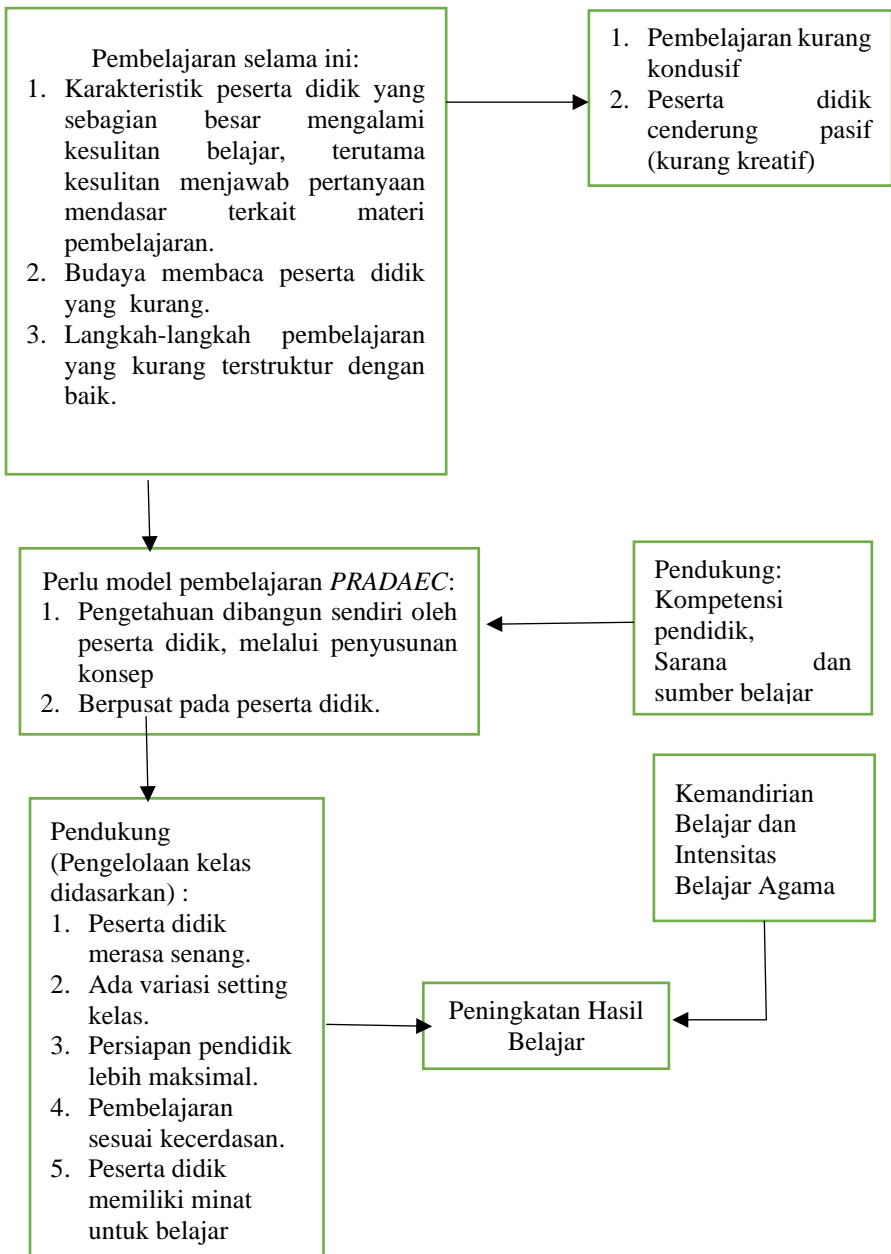 Pembelajaran selama ini:
1. Karakteristik peserta didik yang
sebagian besar mengalami
kesulitan belajar, terutama
kesulitan menjawab pertanyaan
mendasar terkait materi
pembelajaran.
2. Budaya membaca peserta didik
yang kurang.
3. Langkah-langkah pembelajaran
yang kurang terstruktur dengan
baik.
1. Pembelajaran kurang
kondusif
2. Peserta didik
cenderung pasif
(kurang kreatif)
Perlu model pembelajaran PRADAEC:
1. Pengetahuan dibangun sendiri oleh
peserta didik, melalui penyusunan
konsep
2. Berpusat pada peserta didik.
Pendukung:
Kompetensi
pendidik,
Sarana dan
sumber belajar
Kemandirian
Belajar dan
Intensitas
Belajar Agama
Pendukung
(Pengelolaan kelas
didasarkan) :
1. Peserta didik
merasa senang.
2. Ada variasi setting
kelas.
3. Persiapan pendidik
lebih maksimal.
4. Pembelajaran
sesuai kecerdasan.
5. Peserta didik
memiliki minat
untuk belajar
Peningkatan Hasil
Belajar